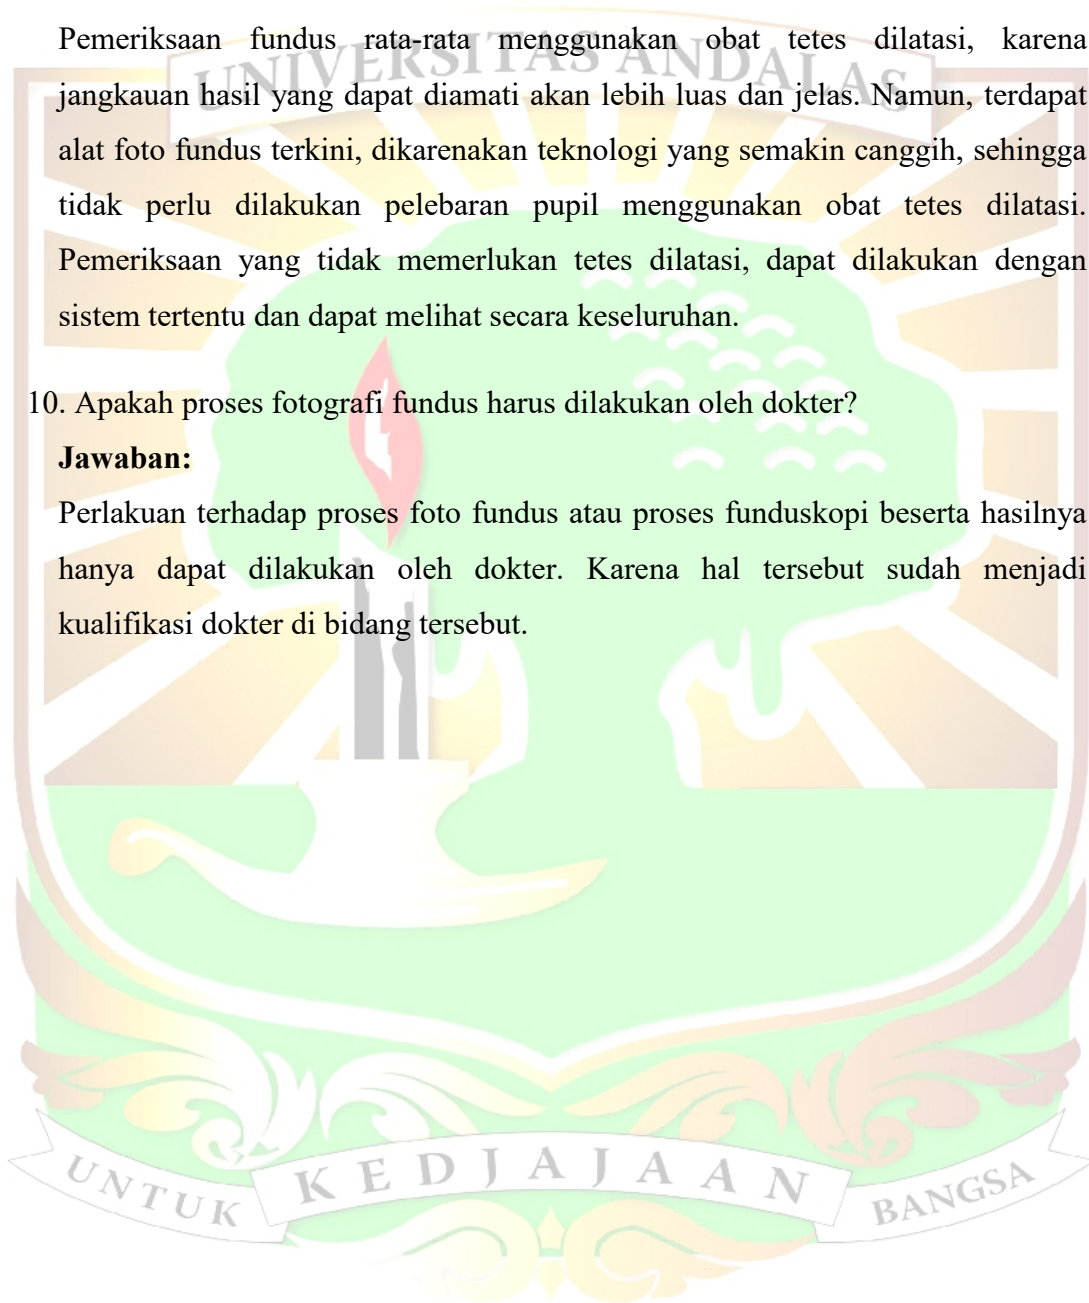 Pemeriksaan fundus rata-rata menggunakan obat tetes dilatasi, karena
UNIVERSITAS ANDALAS
jangkauan hasil yang dapat diamati akan lebih luas dan jelas. Namun, terdapat
alat foto fundus terkini, dikarenakan teknologi yang semakin canggih, sehingga
tidak perlu dilakukan pelebaran pupil menggunakan obat tetes dilatasi.
Pemeriksaan yang tidak memerlukan tetes dilatasi, dapat dilakukan dengan
sistem tertentu dan dapat melihat secara keseluruhan.
10. Apakah proses fotografi fundus harus dilakukan oleh dokter?
Jawaban:
Perlakuan terhadap proses foto fundus atau proses funduskopi beserta hasilnya
hanya dapat dilakukan oleh dokter. Karena hal tersebut sudah menjadi
kualifikasi dokter di bidang tersebut.
UNTUK KEDJAJAAN BANGSA